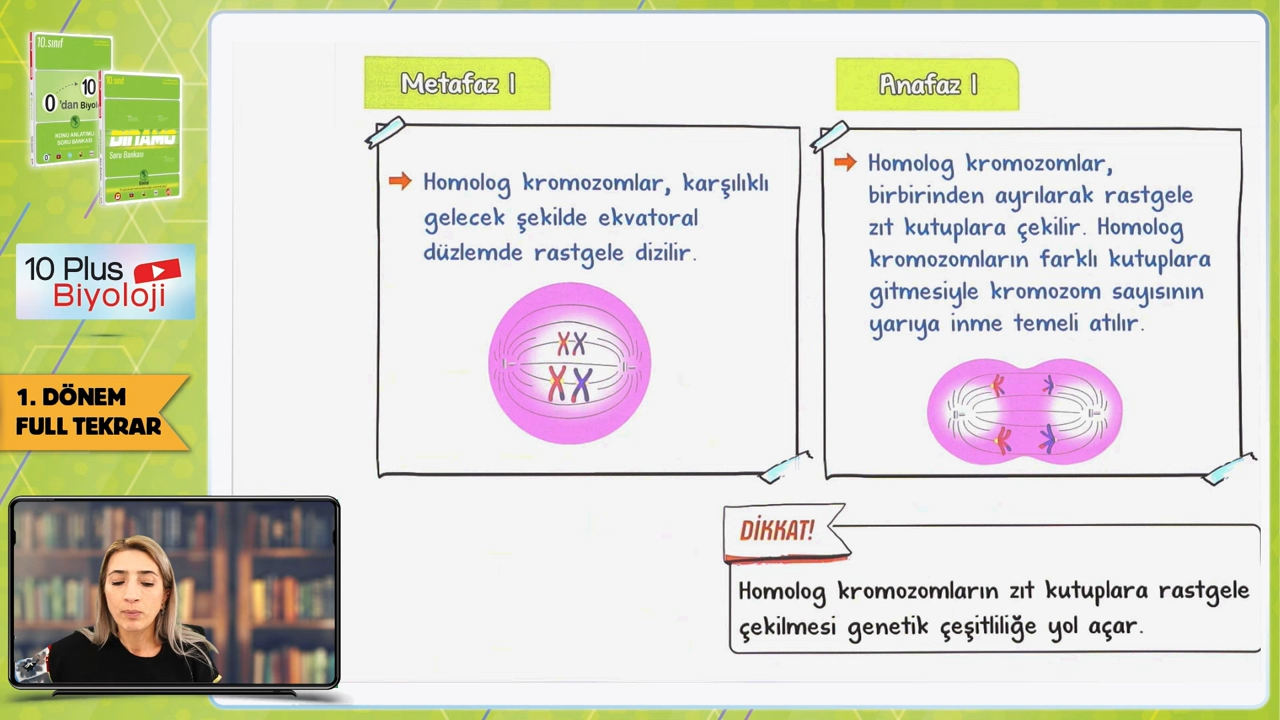 10.sınıf
0 'dan 10
KONU ANLATIMLI
SORU BANKASI
10.sınıf
DİNAMO
Soru Bankası
10 Plus
Biyoloji
1. DÖNEM
FULL TEKRAR
Metafaz I
Homolog kromozomlar, karşılıklı
gelecek şekilde ekvatoral
düzlemde rastgele dizilir.
Anafaz I
Homolog kromozomlar,
birbirinden ayrılarak rastgele
zıt kutuplara çekilir. Homolog
kromozomların farklı kutuplara
gitmesiyle kromozom sayısının
yarıya inme temeli atılır.
DİKKAT!
Homolog kromozomların zıt kutuplara rastgele
çekilmesi genetik çeşitliliğe yol açar.